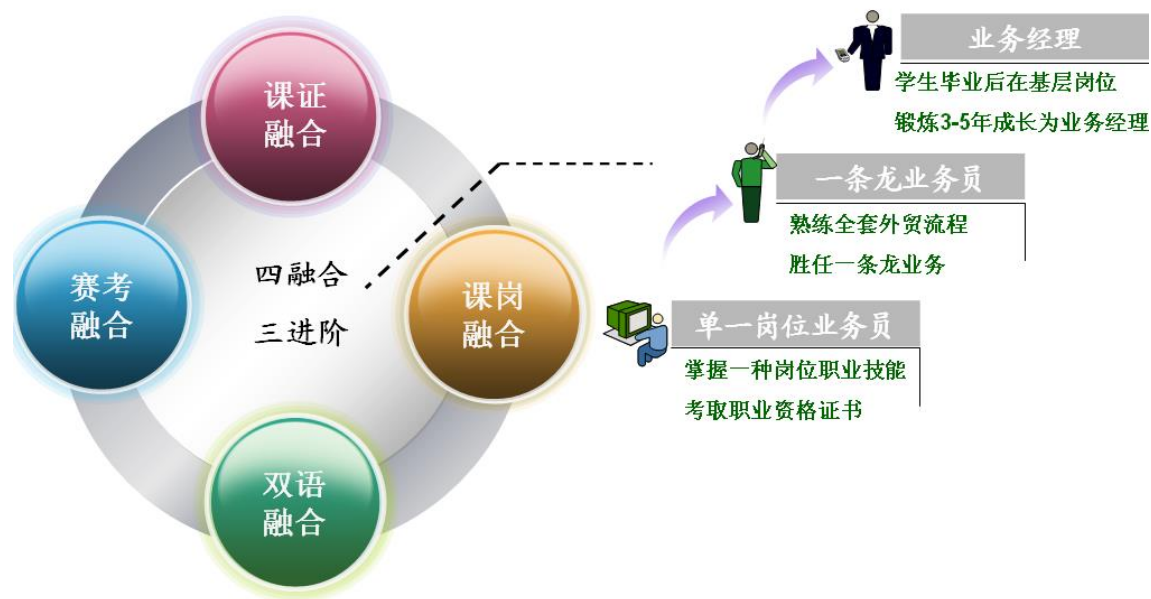 课证
融合
赛考
融合
四融合
三进阶
课岗
融合
双语
融合
业务经理
学生毕业后在基层岗位
锻炼3-5年成长为业务经理
一条龙业务员
熟练全套外贸流程
胜任一条龙业务
单一岗位业务员
掌握一种岗位职业技能
考取职业资格证书